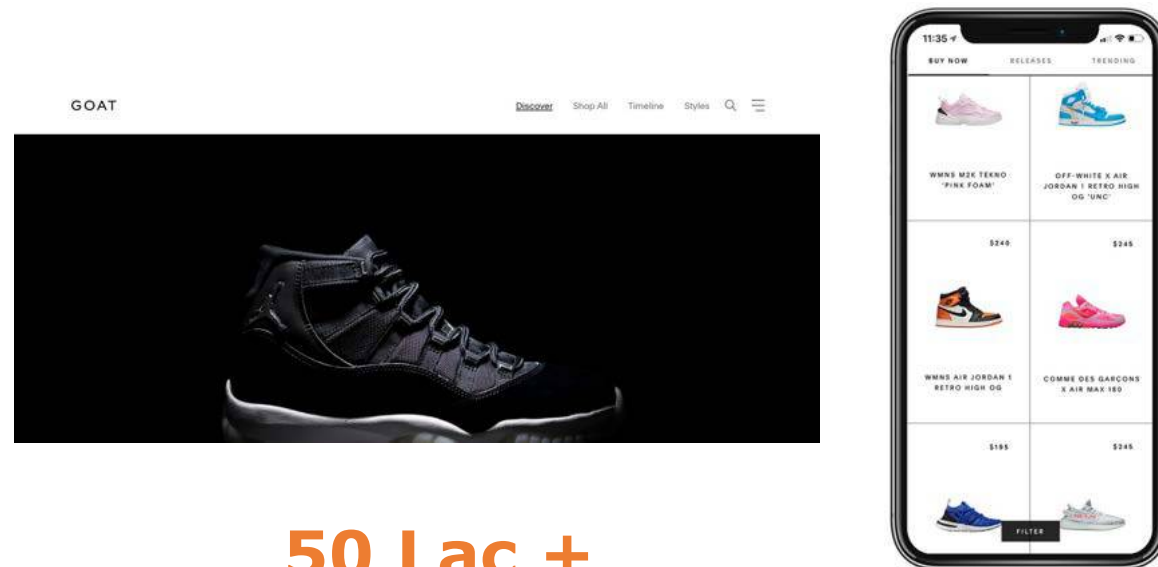 GOAT
Discover Shop All Timeline Styles
50 Lac +
11:35
BUY NOW RELEASES TRENDING
WMNS M2K TEKNO
'PINK FOAM'
OFF-WHITE X AIR
JORDAN 1 RETRO HIGH
OG 'UNC'
$240
$245
WMNS AIR JORDAN 1
RETRO HIGH OG
COMME DES GARÇONS
X AIR MAX 180
$195
$245
FILTER